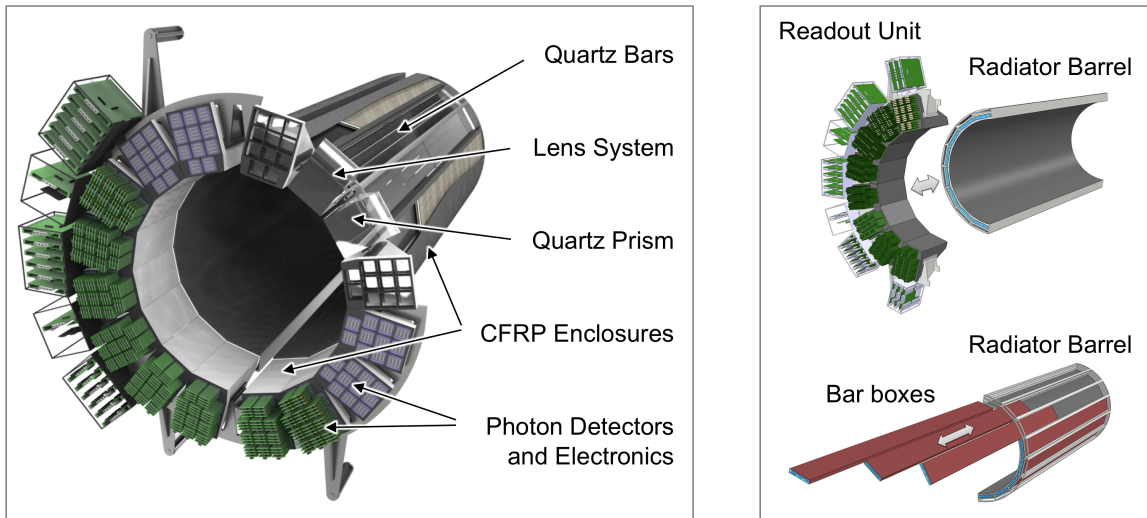 Quartz Bars
Lens System
Quartz Prism
CFRP Enclosures
Photon Detectors
and Electronics
Readout Unit
Radiator Barrel
Radiator Barrel
Bar boxes